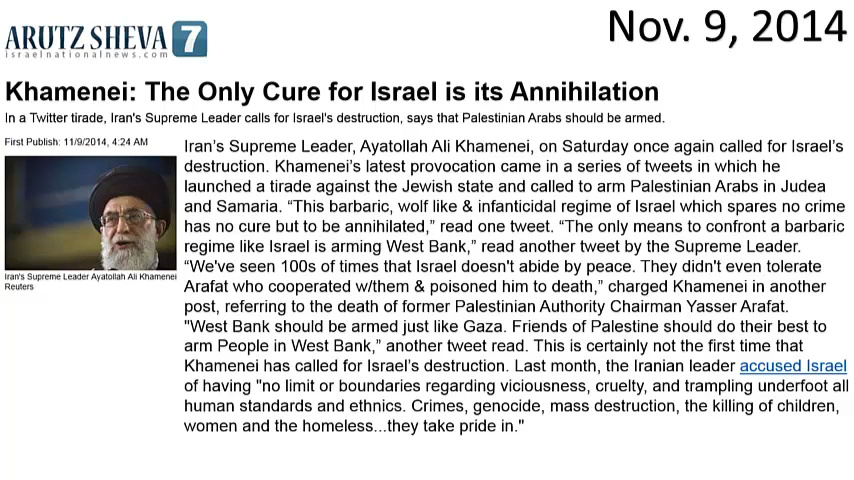 ARUTZ SHEVA 7
israelnationalnews.com
Nov. 9, 2014
Khamenei: The Only Cure for Israel is its Annihilation
In a Twitter tirade, Iran's Supreme Leader calls for Israel's destruction, says that Palestinian Arabs should be armed.
First Publish: 11/9/2014, 4:24 AM
Iran's Supreme Leader Ayatollah Ali Khamenei
Reuters
Iran’s Supreme Leader, Ayatollah Ali Khamenei, on Saturday once again called for Israel’s
destruction. Khamenei’s latest provocation came in a series of tweets in which he
launched a tirade against the Jewish state and called to arm Palestinian Arabs in Judea
and Samaria. “This barbaric, wolf like & infanticidal regime of Israel which spares no crime
has no cure but to be annihilated,” read one tweet. “The only means to confront a barbaric
regime like Israel is arming West Bank,” read another tweet by the Supreme Leader.
“We've seen 100s of times that Israel doesn't abide by peace. They didn't even tolerate
Arafat who cooperated w/them & poisoned him to death,” charged Khamenei in another
post, referring to the death of former Palestinian Authority Chairman Yasser Arafat.
"West Bank should be armed just like Gaza. Friends of Palestine should do their best to
arm People in West Bank,” another tweet read. This is certainly not the first time that
Khamenei has called for Israel’s destruction. Last month, the Iranian leader accused Israel
of having "no limit or boundaries regarding viciousness, cruelty, and trampling underfoot all
human standards and ethnics. Crimes, genocide, mass destruction, the killing of children,
women and the homeless...they take pride in."